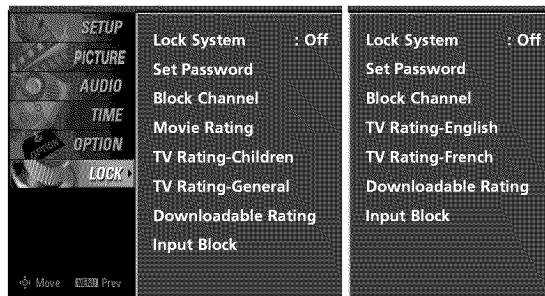 SETUP
PICTURE
AUDIO
TIME
OPTION
LOCK
Move MENU Prev
Lock System : Off
Set Password
Block Channel
Movie Rating
TV Rating-Children
TV Rating-General
Downloadable Rating
Input Block
Lock System : Off
Set Password
Block Channel
TV Rating-English
TV Rating-French
Downloadable Rating
Input Block